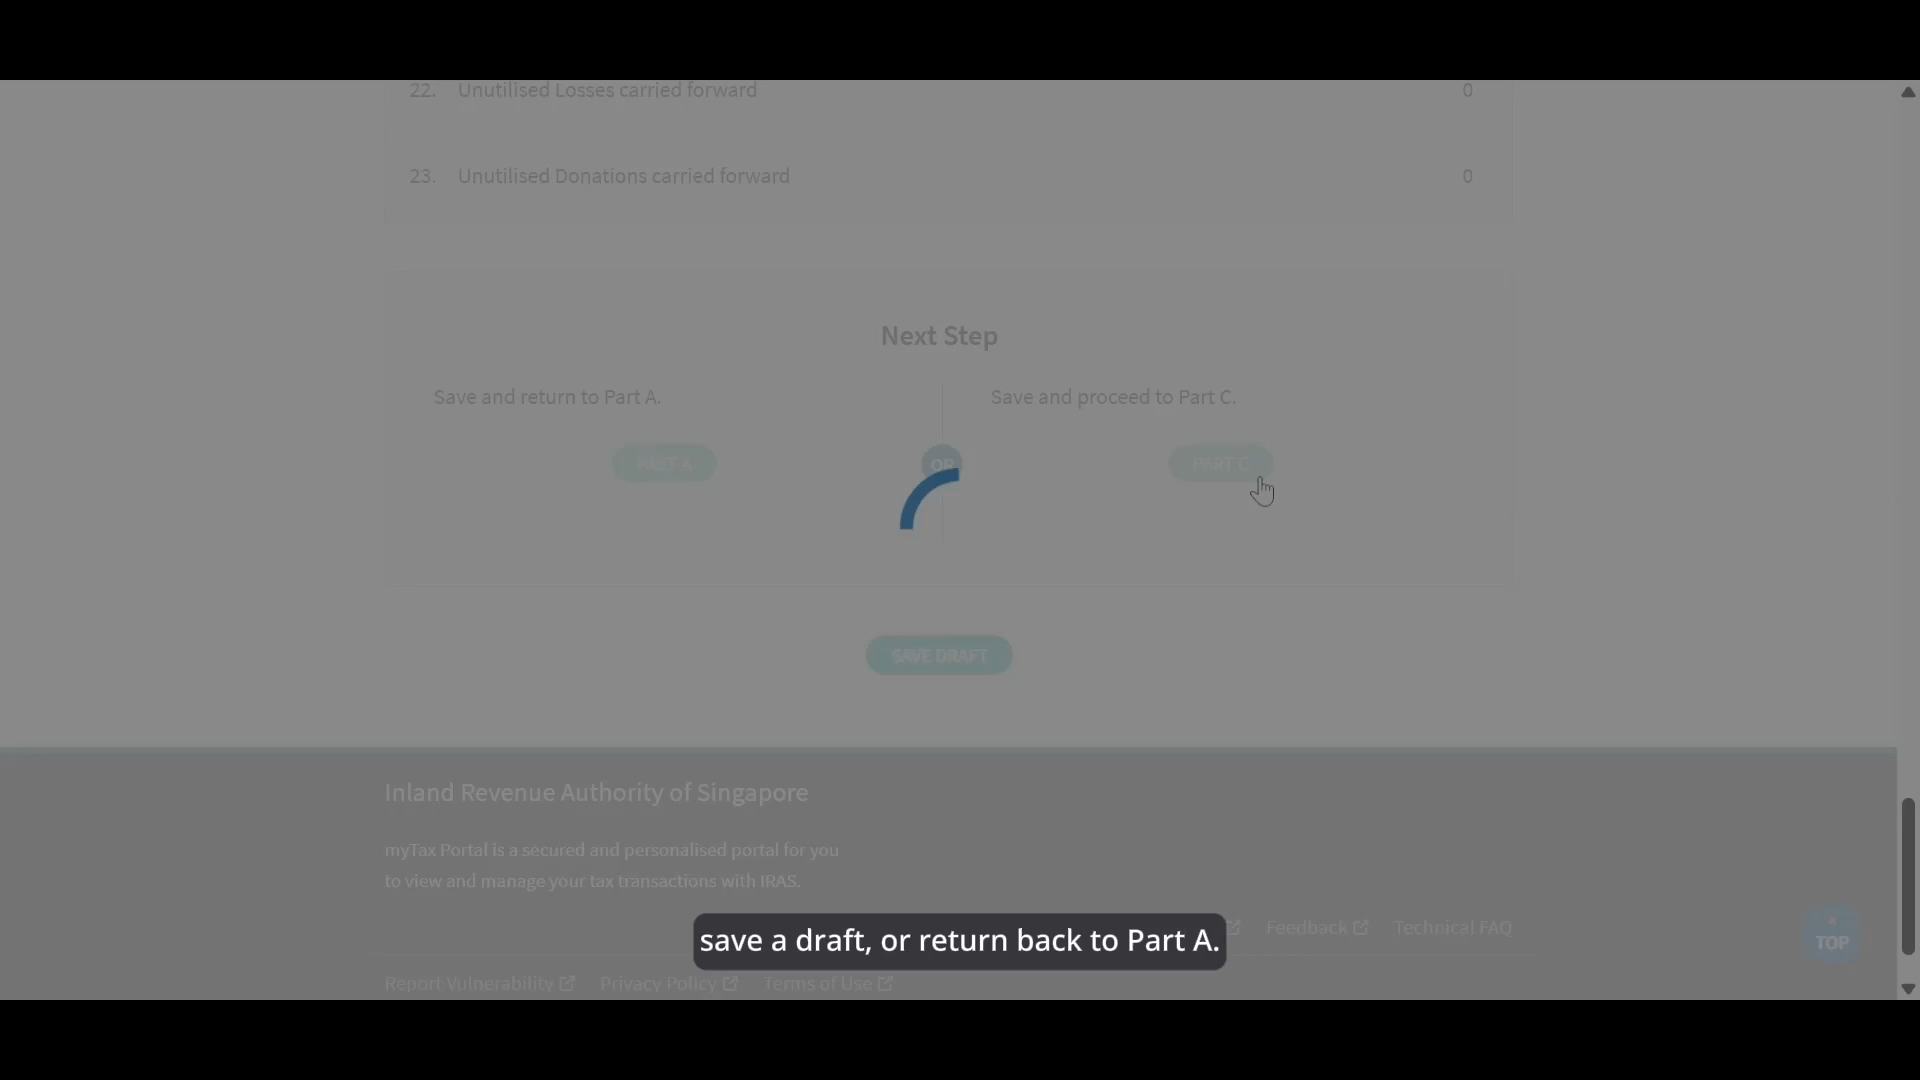 22. Unutilised Losses carried forward 0
23. Unutilised Donations carried forward 0
Next Step
Save and return to Part A.
Save and proceed to Part C.
PART A
OR
PART C
SAVE DRAFT
Inland Revenue Authority of Singapore
myTax Portal is a secured and personalised portal for you
to view and manage your tax transactions with IRAS.
Feedback Technical FAQ
TOP
save a draft, or return back to Part A.
Report Vulnerability Privacy Policy Terms of Use